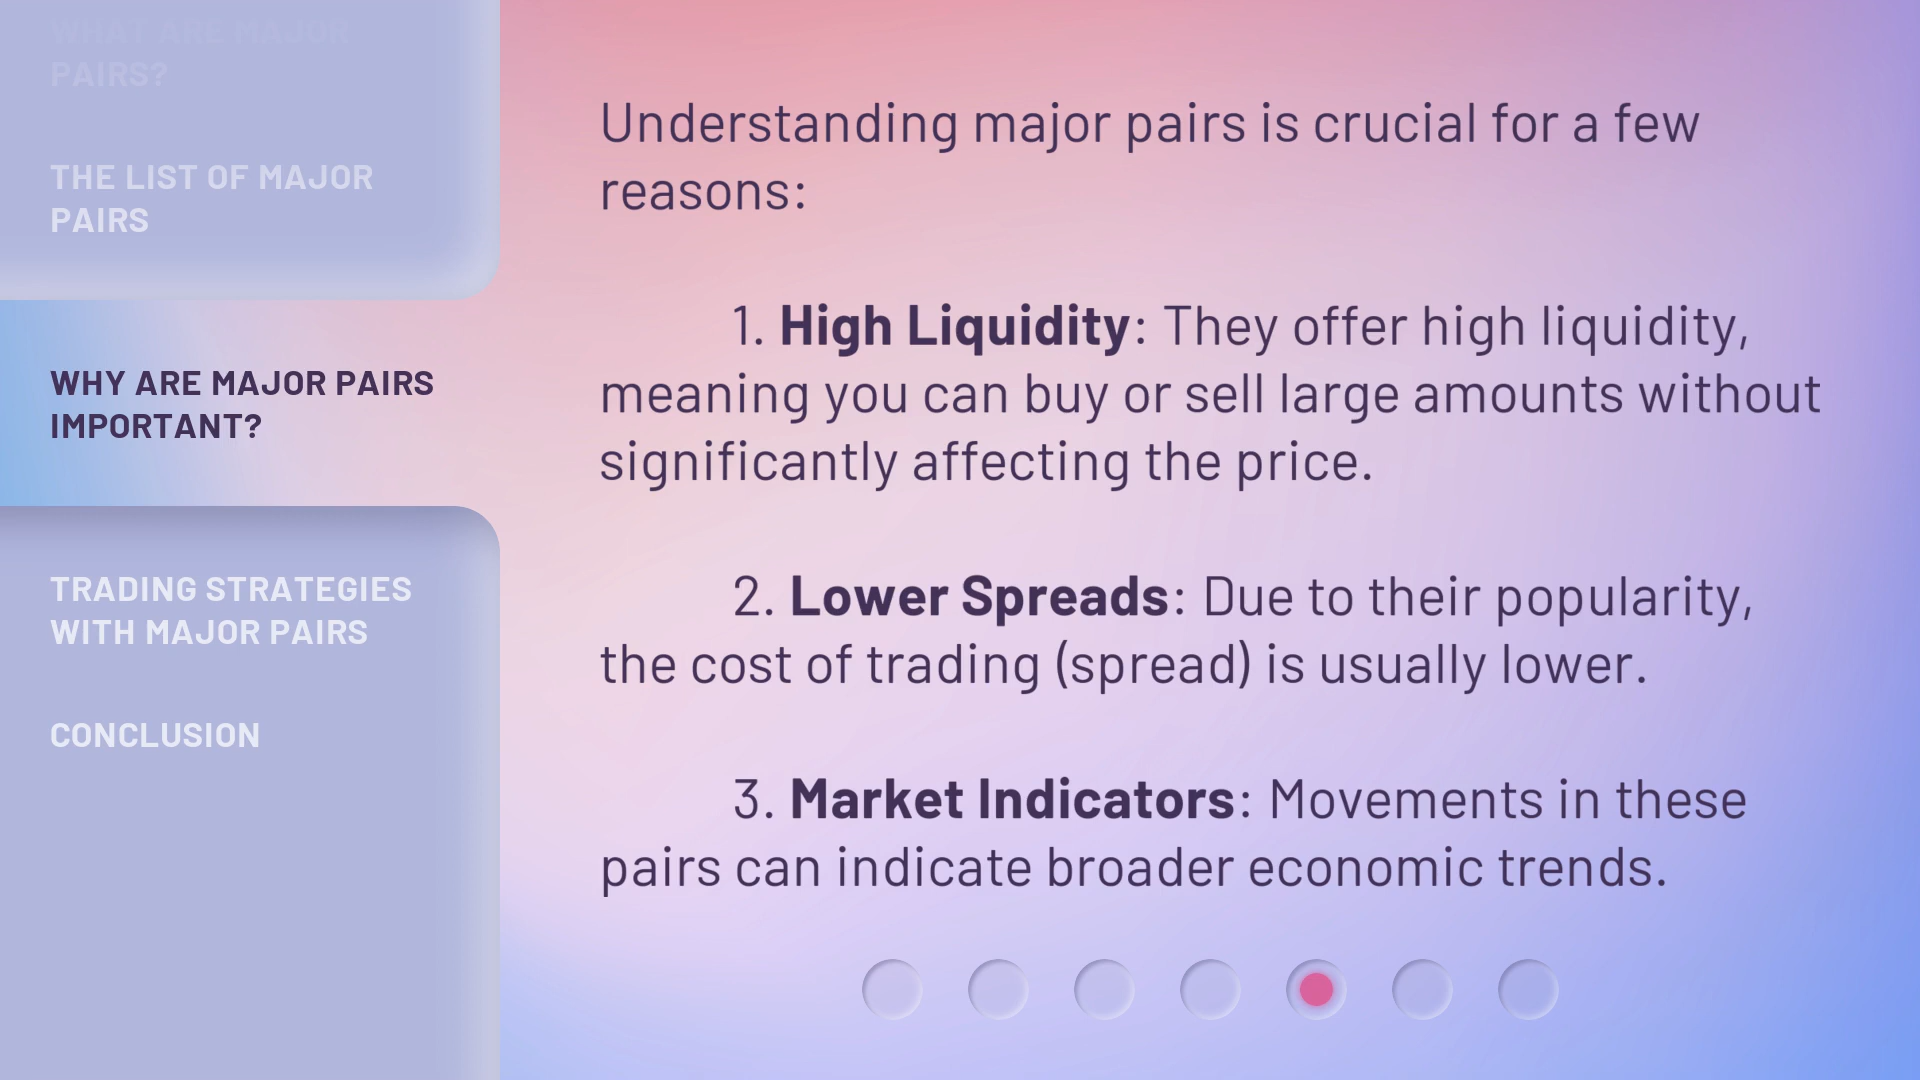 WHAT ARE MAJOR
PAIRS?
THE LIST OF MAJOR
PAIRS
WHY ARE MAJOR PAIRS
IMPORTANT?
TRADING STRATEGIES
WITH MAJOR PAIRS
CONCLUSION
Understanding major pairs is crucial for a few
reasons:
1. High Liquidity: They offer high liquidity,
meaning you can buy or sell large amounts without
significantly affecting the price.
2. Lower Spreads: Due to their popularity,
the cost of trading (spread) is usually lower.
3. Market Indicators: Movements in these
pairs can indicate broader economic trends.